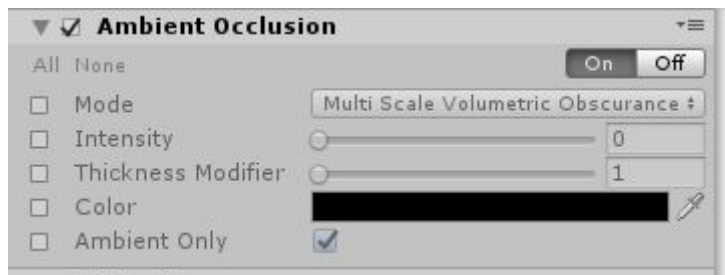 Ambient Occlusion
All None On Off
Mode Multi Scale Volumetric Obscurance
Intensity 0
Thickness Modifier 1
Color
Ambient Only